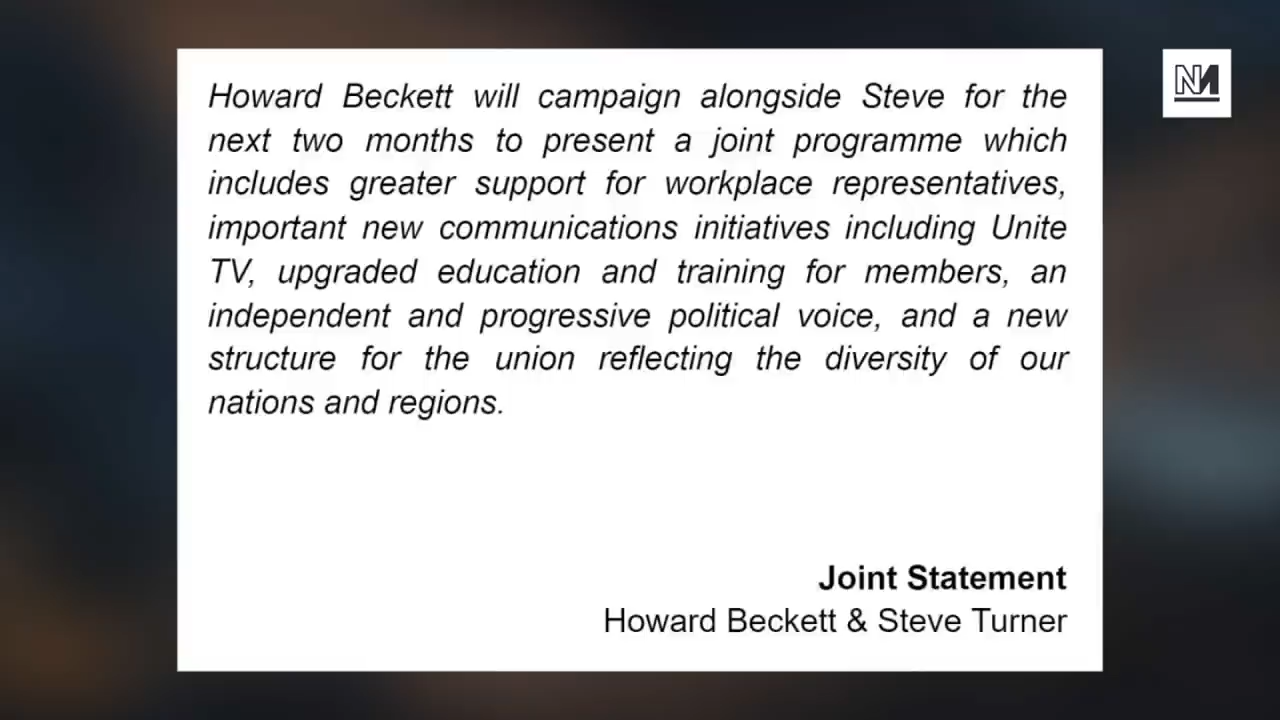 Howard Beckett will campaign alongside Steve for the
next two months to present a joint programme which
includes greater support for workplace representatives,
important new communications initiatives including Unite
TV, upgraded education and training for members, an
independent and progressive political voice, and a new
structure for the union reflecting the diversity of our
nations and regions.
Joint Statement
Howard Beckett & Steve Turner
NM